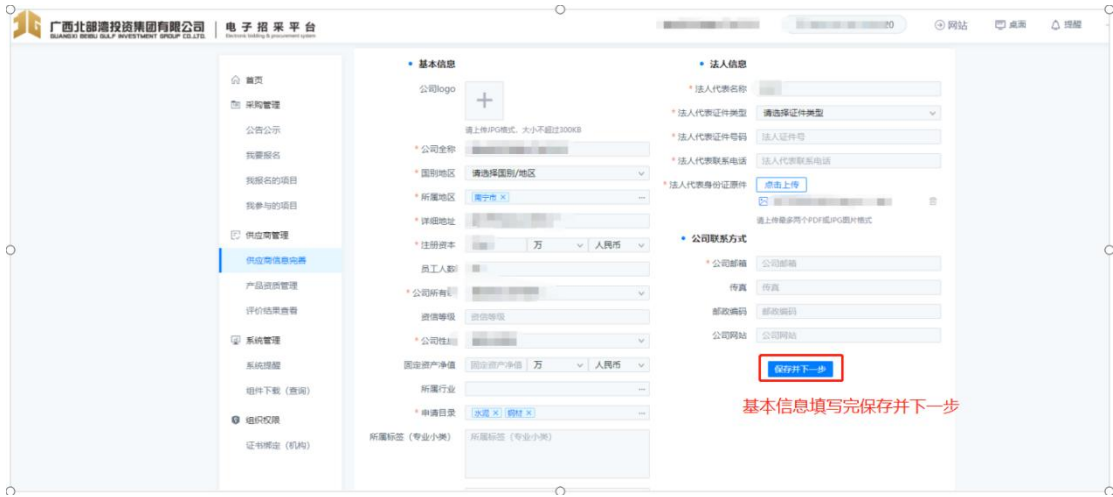 广西北部湾投资集团有限公司
GUANGXI BEIBU GULF INVESTMENT GROUP CO.,LTD.
电子招采平台
Electronic bidding & procurement system
20
网站
桌面
提醒
首页
采购管理
公告公示
我要报名
我报名的项目
我参与的项目
供应商管理
供应商信息完善
产品资质管理
评价结果查看
系统管理
系统提醒
组件下载（查询）
组织权限
证书绑定（机构）
基本信息
公司logo
请上传JPG格式、大小不超过300KB
* 公司全称
* 国别地区 请选择国别/地区
* 所属地区 南宁市 ×
* 详细地址
* 注册资本 万 人民币
员工人数
* 公司所有
资信等级 资信等级
* 公司性
固定资产净值 固定资产净值 万 人民币
所属行业
* 申请目录 水泥 × 钢材 ×
所属标签（专业小类） 所属标签（专业小类）
法人信息
* 法人代表名称
* 法人代表证件类型 请选择证件类型
* 法人代表证件号码 法人证件号
* 法人代表联系电话 法人代表联系电话
* 法人代表身份证原件 点击上传
请上传最多两个PDF或JPG图片格式
公司联系方式
* 公司邮箱 公司邮箱
传真 传真
邮政编码 邮政编码
公司网站 公司网站
保存并下一步
基本信息填写完保存并下一步